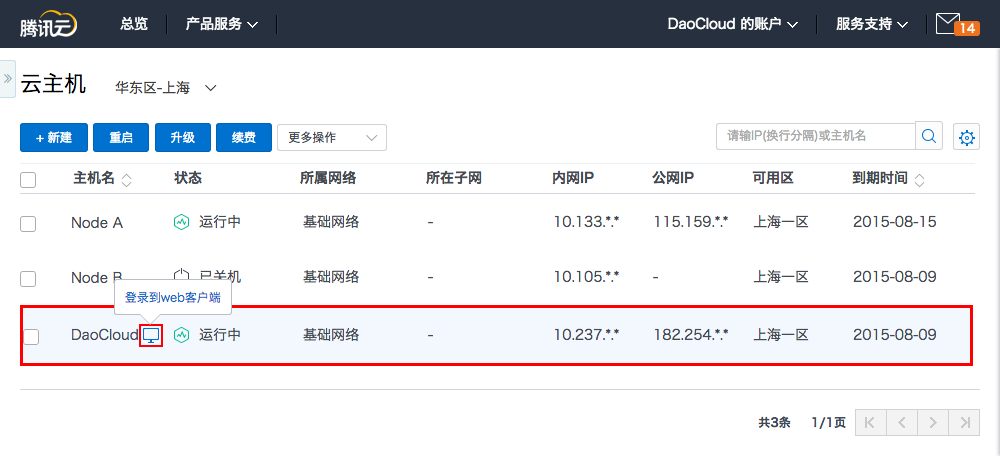 腾讯云 总览 产品服务 DaoCloud 的账户 服务支持 14
云主机 华东区-上海
+ 新建 重启 升级 续费 更多操作 请输IP(换行分隔)或主机名
主机名 状态 所属网络 所在子网 内网IP 公网IP 可用区 到期时间
Node A 运行中 基础网络 - 10.133.*.* 115.159.*.* 上海一区 2015-08-15
Node B 已关机 基础网络 - 10.105.*.* - 上海一区 2015-08-09
登录到web客户端
DaoCloud 运行中 基础网络 - 10.237.*.* 182.254.*.* 上海一区 2015-08-09
共3条 1/1页